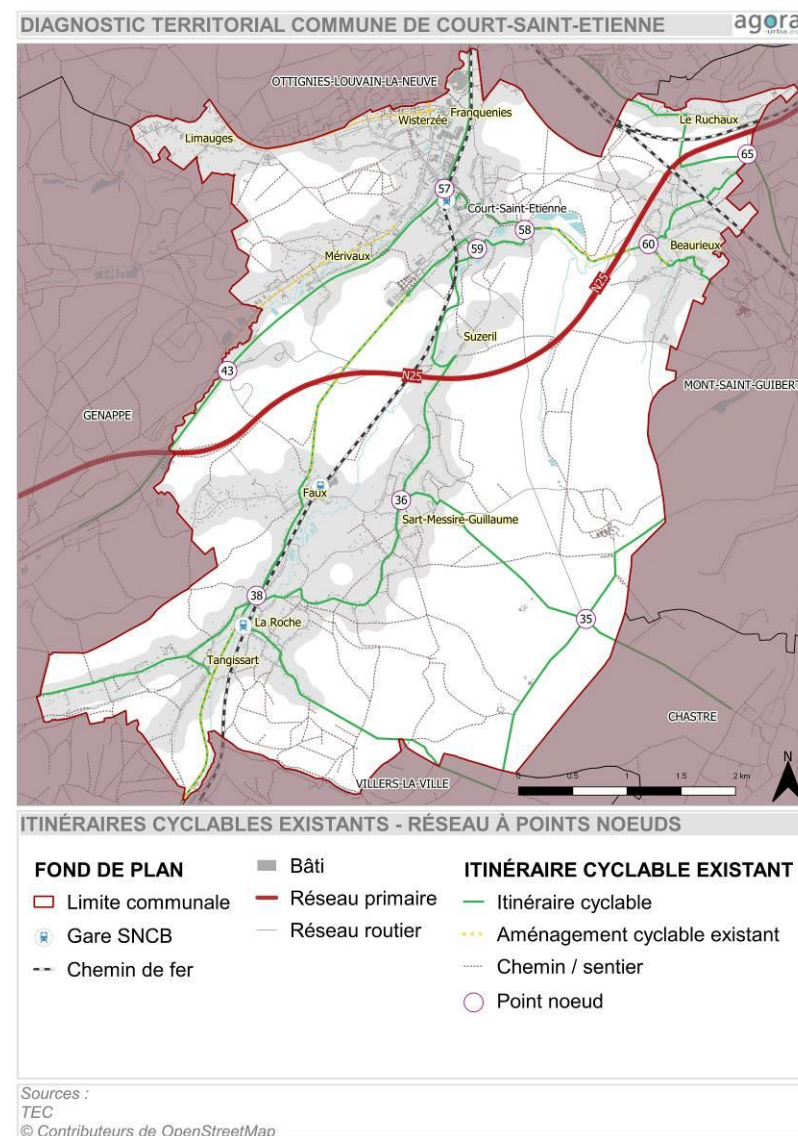 DIAGNOSTIC TERRITORIAL COMMUNE DE COURT-SAINT-ETIENNE
agora
-urba.eu
OTTIGNIES-LOUVAIN-LA-NEUVE
Franquenies
Wisterzée
Le Ruchaux
Limauges
65
57
Court-Saint-Etienne
58
59
60
Beaurieux
Mérivaux
N25
Suzeril
43
N25
MONT-SAINT-GUIBERT
GENAPPE
Faux
36
Sart-Messire-Guillaume
38
La Roche
35
Tangissart
CHASTRE
VILLERS-LA-VILLE
N
0
0.5
1
1.5
2 km
ITINÉRAIRES CYCLABLES EXISTANTS - RÉSEAU À POINTS NOEUDS
FOND DE PLAN
Limite communale
Gare SNCB
Chemin de fer
Bâti
Réseau primaire
Réseau routier
ITINÉRAIRE CYCLABLE EXISTANT
Itinéraire cyclable
Aménagement cyclable existant
Chemin / sentier
Point noeud
Sources :
TEC
© Contributeurs de OpenStreetMap